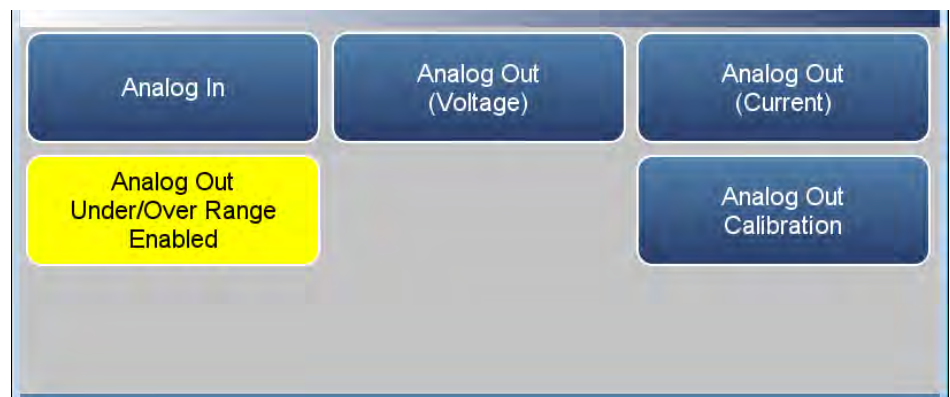 Analog In
Analog Out
(Voltage)
Analog Out
(Current)
Analog Out
Under/Over Range
Enabled
Analog Out
Calibration